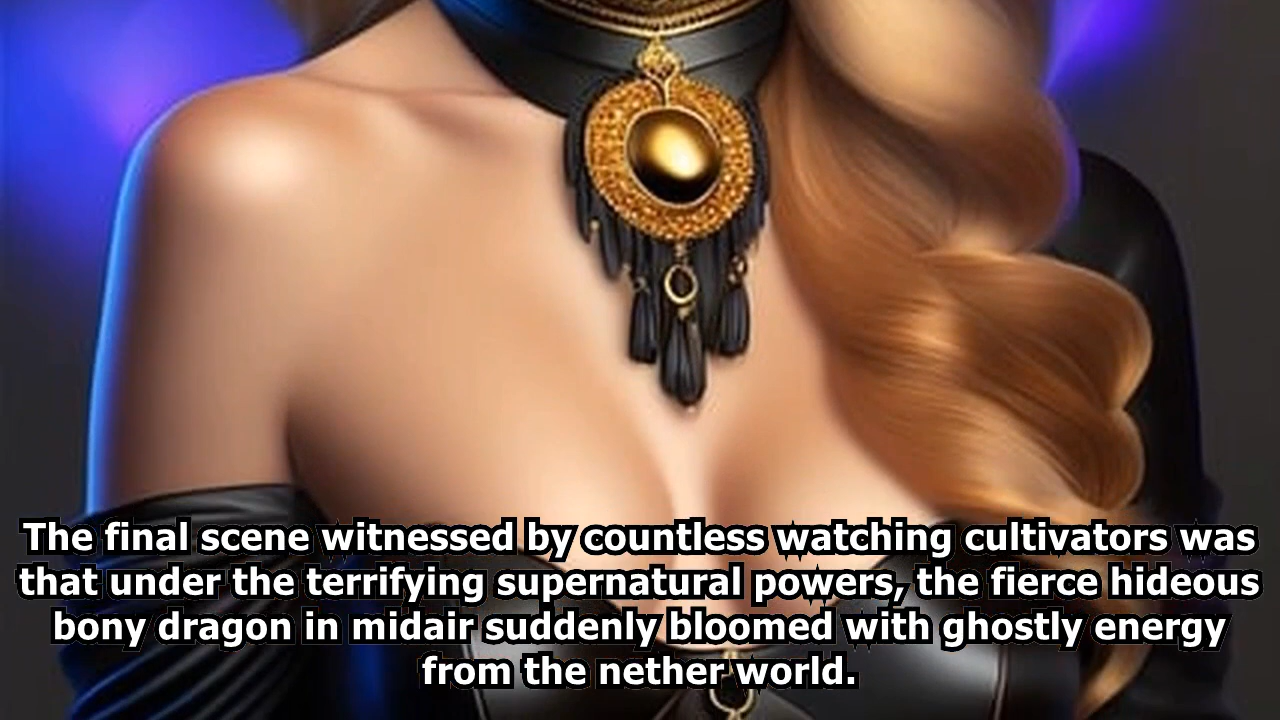 The final scene witnessed by countless watching cultivators was
that under the terrifying supernatural powers, the fierce hideous
bony dragon in midair suddenly bloomed with ghostly energy
from the nether world.